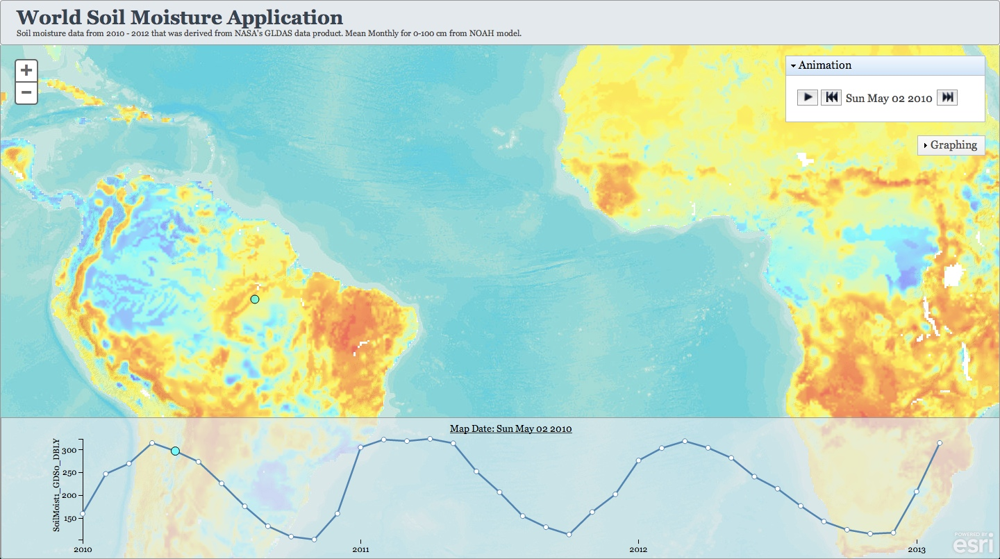 World Soil Moisture Application
Soil moisture data from 2010 - 2012 that was derived from NASA's GLDAS data product. Mean Monthly for 0-100 cm from NOAH model.
+
−
Animation
Sun May 02 2010
Graphing
Map Date: Sun May 02 2010
SoilMoist1_GDS0_DBLY
300
250
200
150
2010
2011
2012
2013
POWERED BY
esri